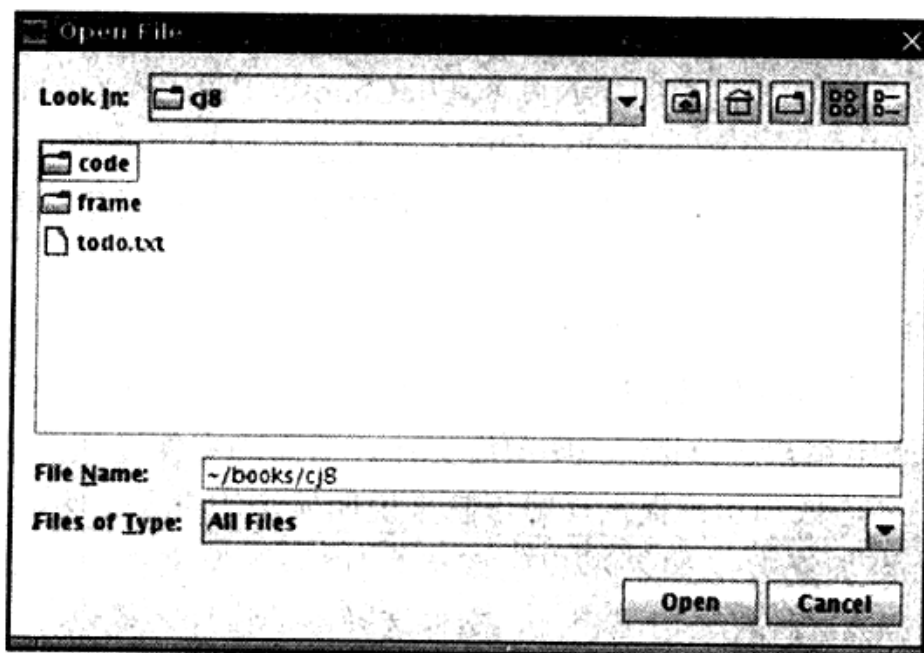 Open File
Look In: cj8
code
frame
todo.txt
File Name: ~/books/cj8
Files of Type: All Files
Open Cancel